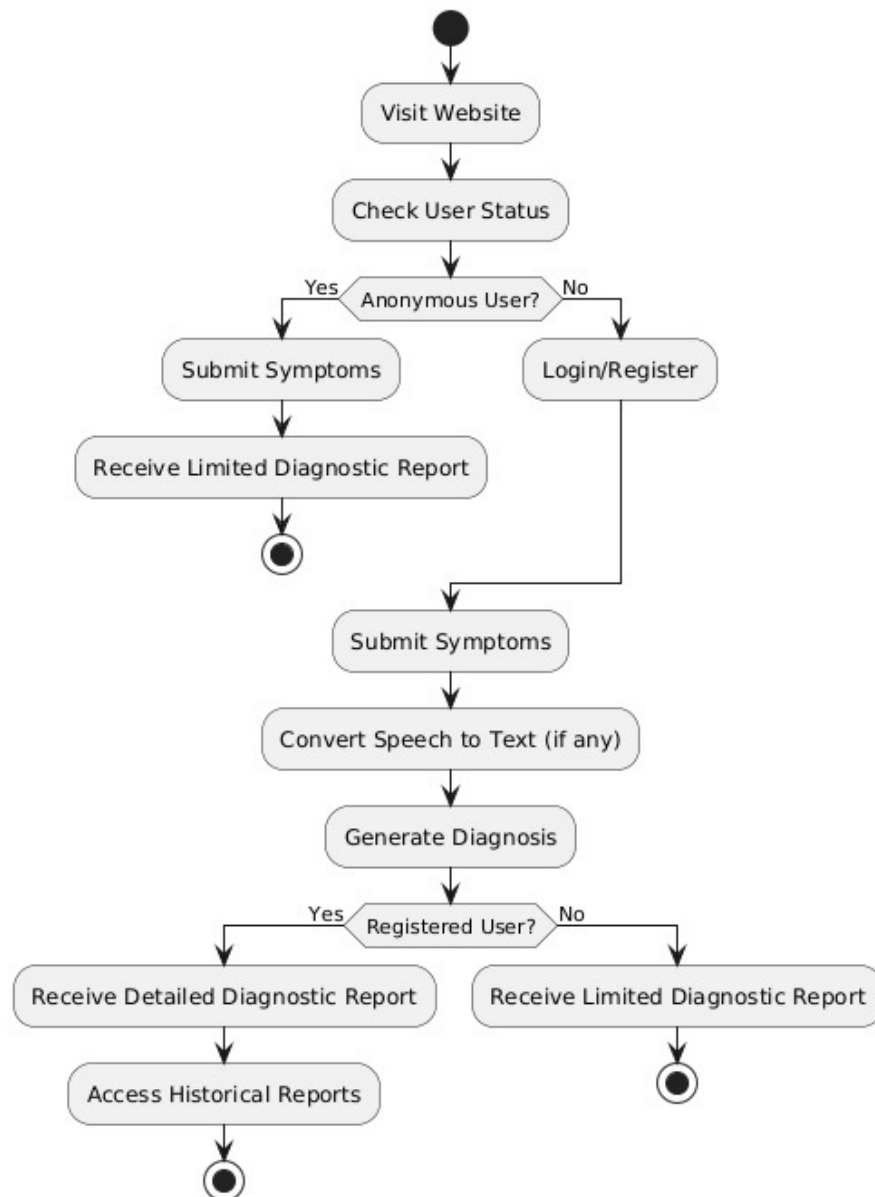 Visit Website
Check User Status
Yes
Anonymous User?
No
Submit Symptoms
Login/Register
Receive Limited Diagnostic Report
Submit Symptoms
Convert Speech to Text (if any)
Generate Diagnosis
Yes
Registered User?
No
Receive Detailed Diagnostic Report
Receive Limited Diagnostic Report
Access Historical Reports